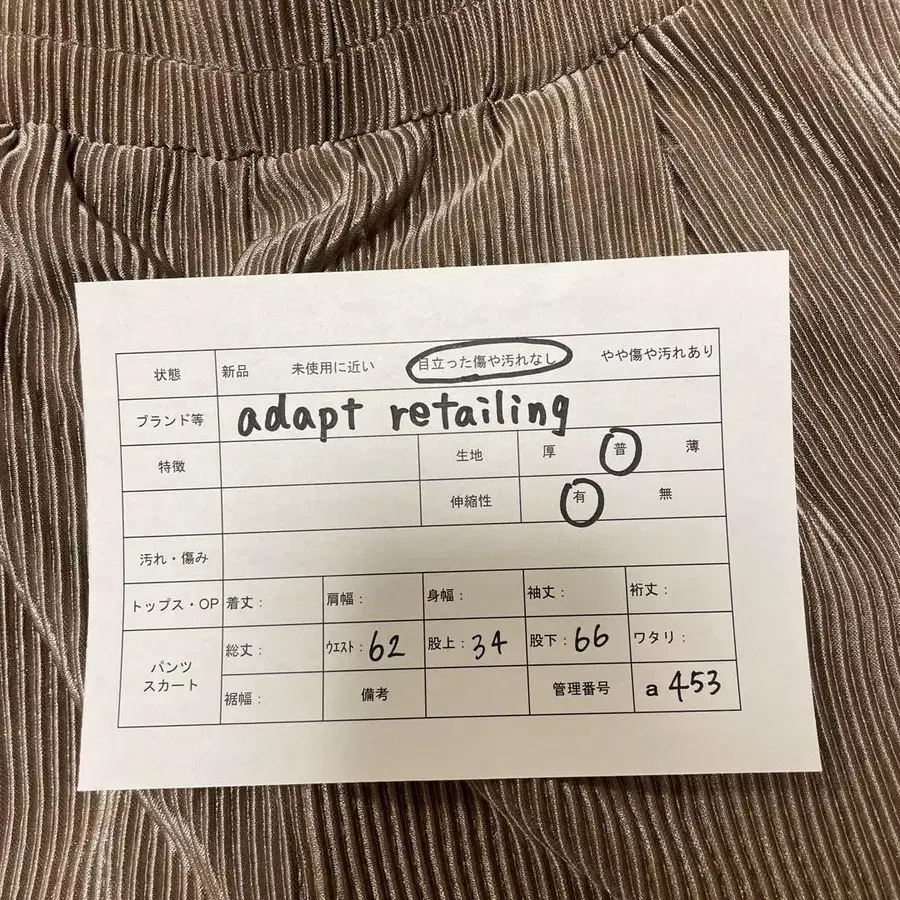 状態 新品 未使用に近い 目立った傷や汚れなし やや傷や汚れあり
ブランド等 adapt retailing
特徴 生地 厚 普 薄
伸縮性 有 無
汚れ・傷み
トップス・OP 着丈： 肩幅： 身幅： 袖丈： 裄丈：
パンツ スカート 総丈： ウエスト：62 股上：34 股下：66 ワタリ：
裾幅： 備考 管理番号 a 453